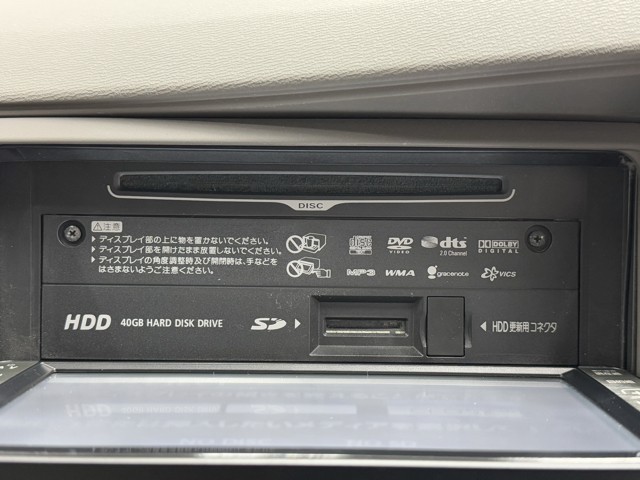 DISC
⚠注意
▶ディスプレイ部の上に物を置かないでください。
▶ディスプレイ部を開けたまま放置しないでください。
▶ディスプレイの角度調整時及び開閉時は、手などを
はさまないようご注意ください。
DVD VIDEO dts 2.0 Channel DOLBY DIGITAL
MP3 WMA gracenote VICS
HDD 40GB HARD DISK DRIVE SD ▶ ◀ HDD 更新用コネクタ